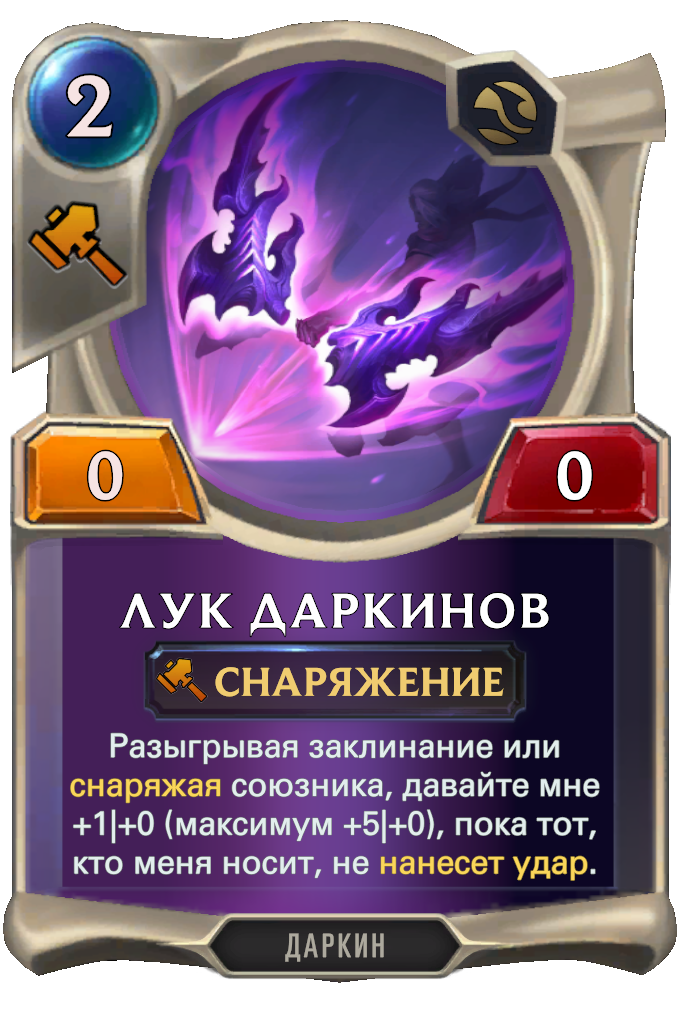 2
0
0
ЛУК ДАРКИНОВ
СНАРЯЖЕНИЕ
Разыгрывая заклинание или
снаряжая союзника, давайте мне
+1|+0 (максимум +5|+0), пока тот,
кто меня носит, не нанесет удар.
ДАРКИН